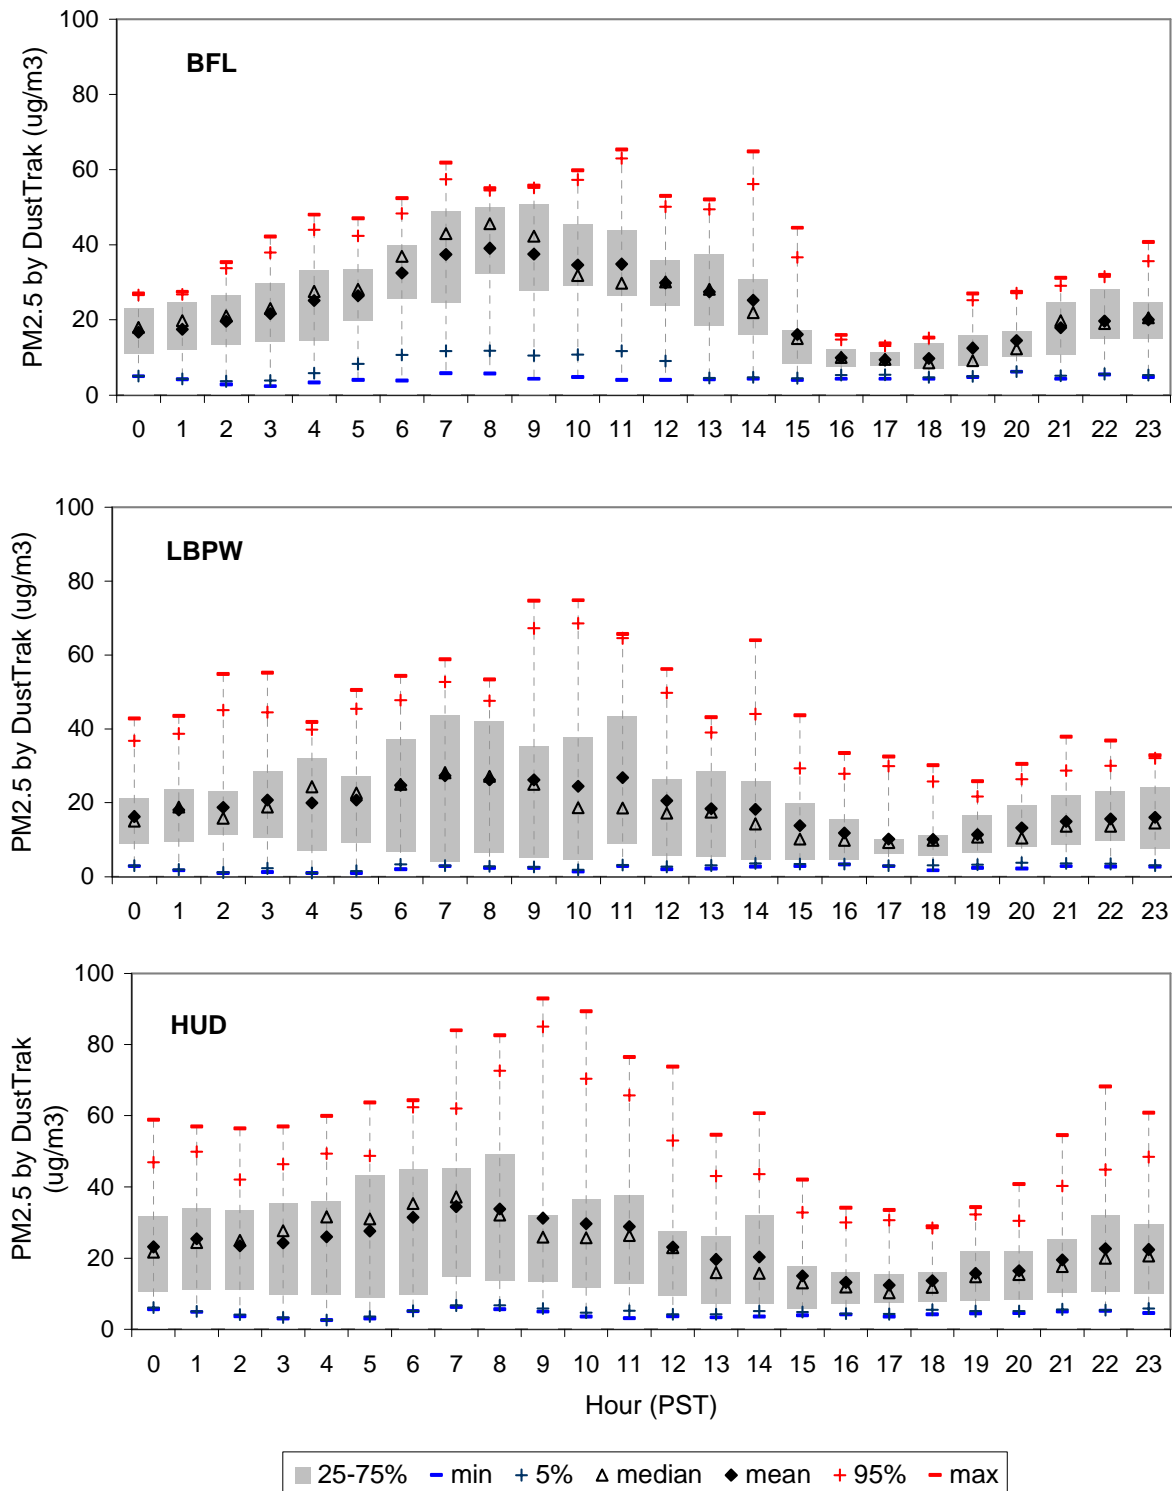 100
80
60
40
20
0
PM2.5 by DustTrak (ug/m3)
BFL
0 1 2 3 4 5 6 7 8 9 10 11 12 13 14 15 16 17 18 19 20 21 22 23
100
80
60
40
20
0
PM2.5 by DustTrak (ug/m3)
LBPW
0 1 2 3 4 5 6 7 8 9 10 11 12 13 14 15 16 17 18 19 20 21 22 23
100
80
60
40
20
0
PM2.5 by DustTrak
(ug/m3)
HUD
0 1 2 3 4 5 6 7 8 9 10 11 12 13 14 15 16 17 18 19 20 21 22 23
Hour (PST)
25-75% min 5% median mean 95% max